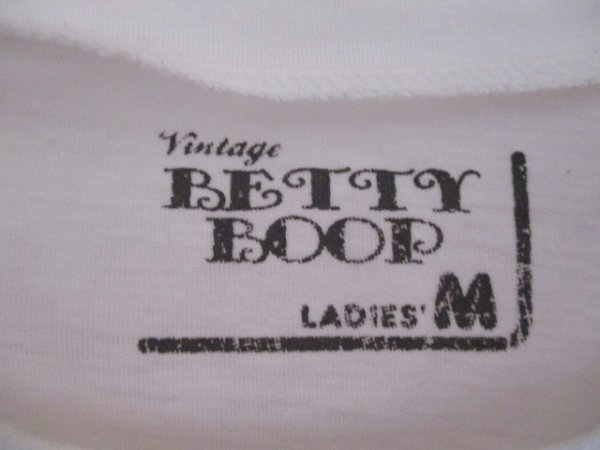 Vintage
BETTY
BOOP
LADIES' M